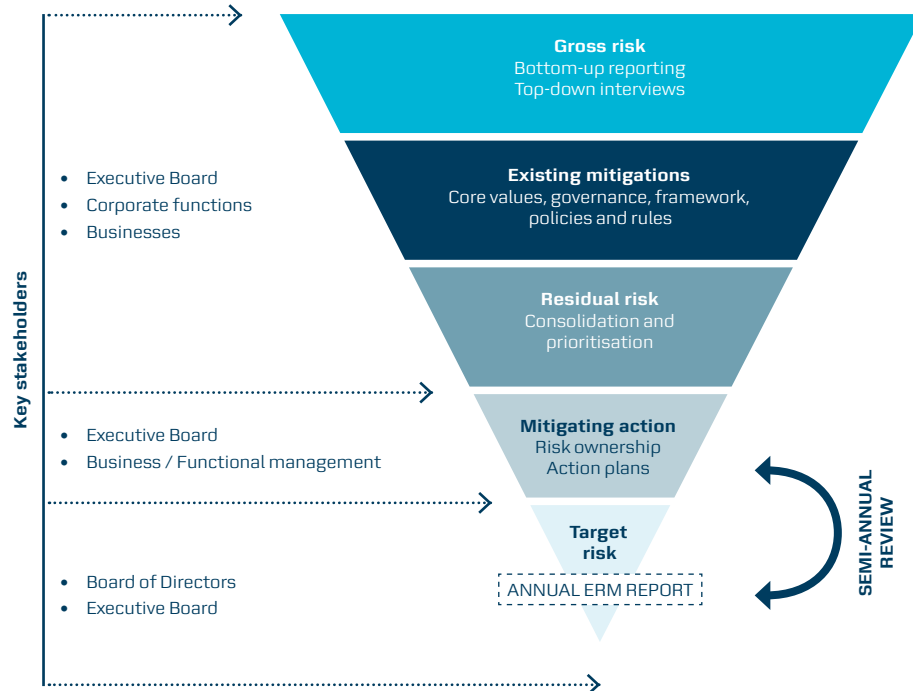 Gross risk
Bottom-up reporting
Top-down interviews
Existing mitigations
Core values, governance, framework,
policies and rules
Residual risk
Consolidation and
prioritisation
Mitigating action
Risk ownership
Action plans
Target
risk
ANNUAL ERM REPORT
Key stakeholders
• Executive Board
• Corporate functions
• Businesses
• Executive Board
• Business / Functional management
• Board of Directors
• Executive Board
SEMI-ANNUAL
REVIEW